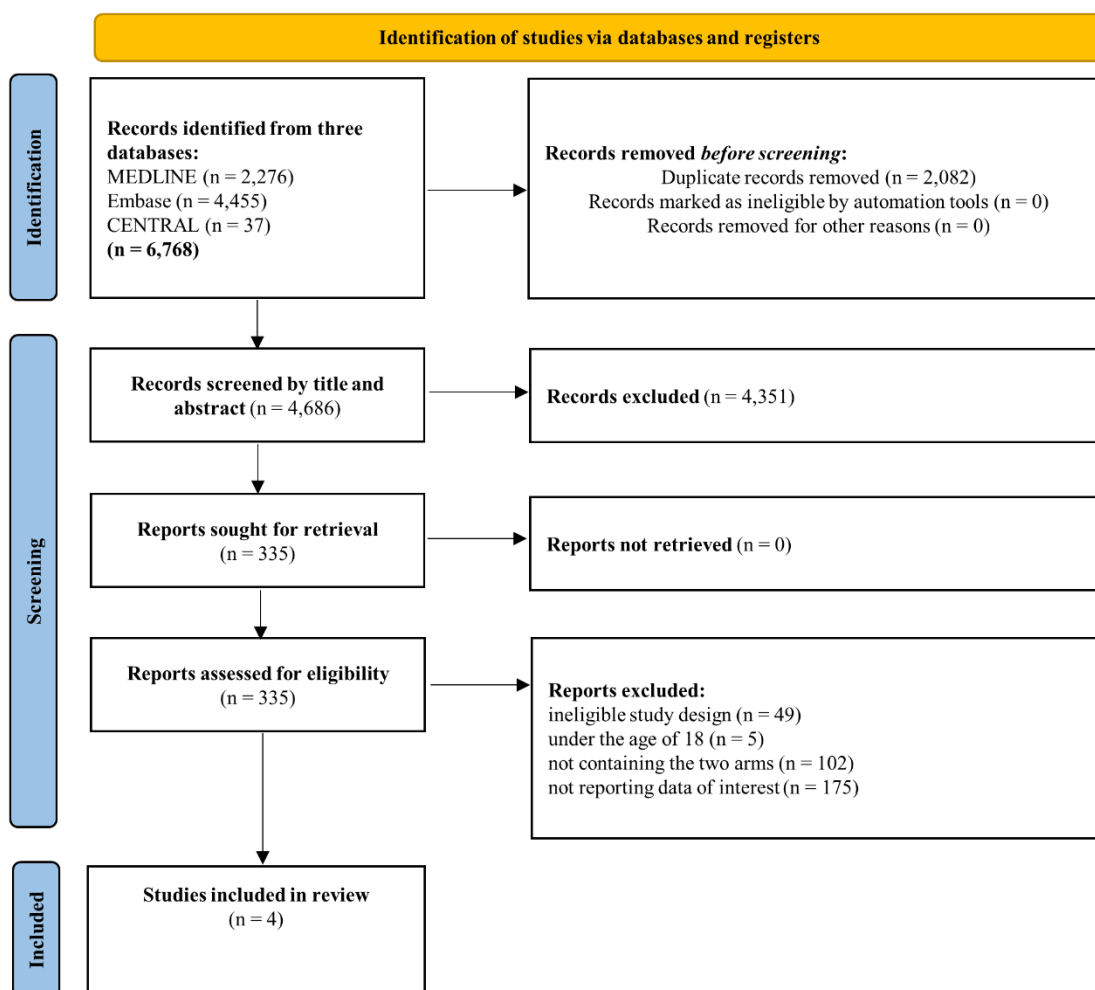 Identification of studies via databases and registers
Identification
Records identified from three
databases:
MEDLINE (n = 2,276)
Embase (n = 4,455)
CENTRAL (n = 37)
(n = 6,768)
Records removed before screening:
Duplicate records removed (n = 2,082)
Records marked as ineligible by automation tools (n = 0)
Records removed for other reasons (n = 0)
Screening
Records screened by title and
abstract (n = 4,686)
Records excluded (n = 4,351)
Reports sought for retrieval
(n = 335)
Reports not retrieved (n = 0)
Reports assessed for eligibility
(n = 335)
Reports excluded:
ineligible study design (n = 49)
under the age of 18 (n = 5)
not containing the two arms (n = 102)
not reporting data of interest (n = 175)
Included
Studies included in review
(n = 4)